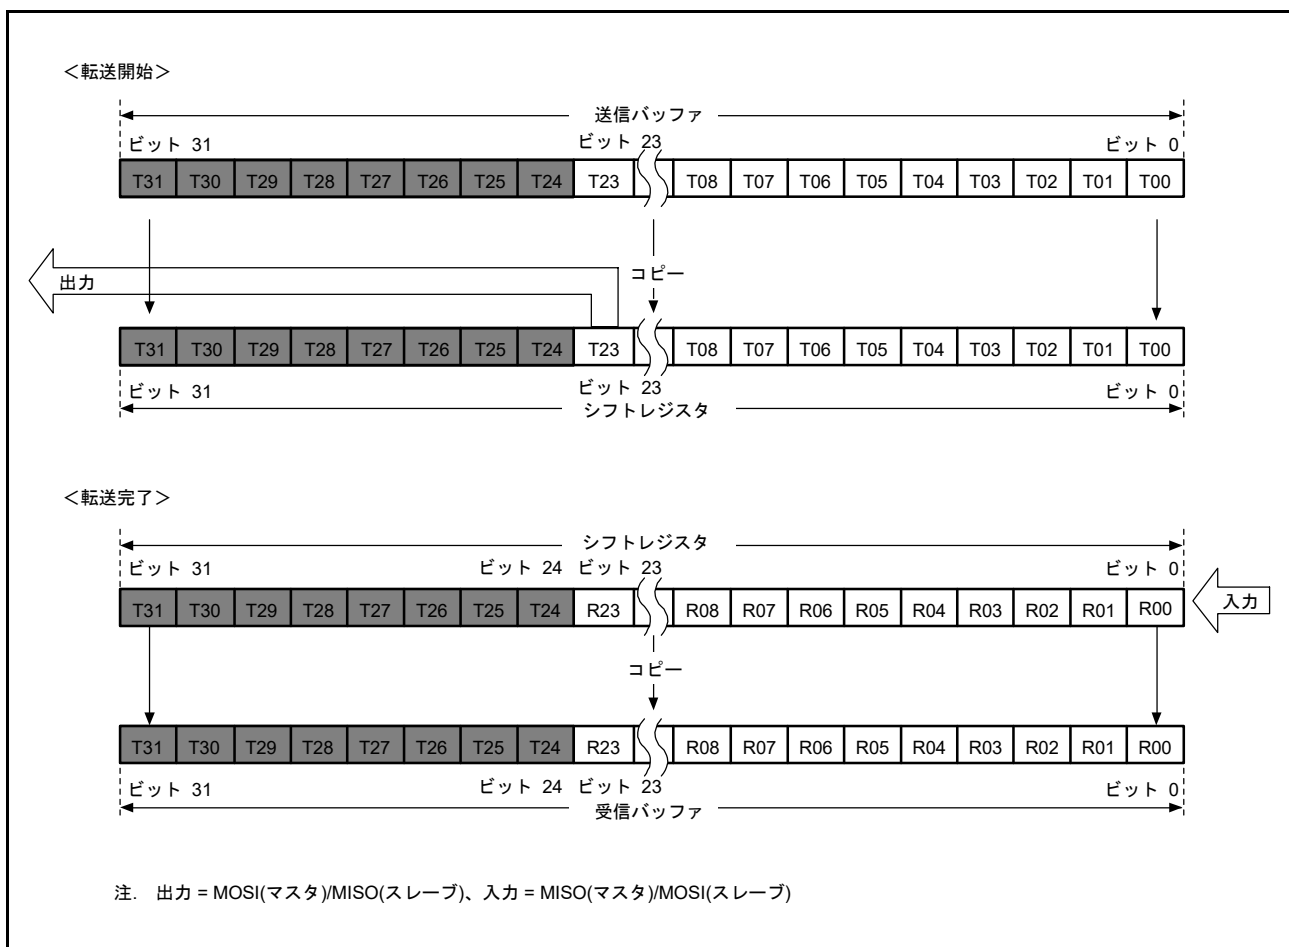 ＜転送開始＞
送信バッファ
ビット 31 ビット 23 ビット 0
T31 T30 T29 T28 T27 T26 T25 T24 T23 T08 T07 T06 T05 T04 T03 T02 T01 T00
出力 コピー
T31 T30 T29 T28 T27 T26 T25 T24 T23 T08 T07 T06 T05 T04 T03 T02 T01 T00
ビット 31 ビット 23 ビット 0
シフトレジスタ
＜転送完了＞
シフトレジスタ
ビット 31 ビット 24 ビット 23 ビット 0
T31 T30 T29 T28 T27 T26 T25 T24 R23 R08 R07 R06 R05 R04 R03 R02 R01 R00 入力
コピー
T31 T30 T29 T28 T27 T26 T25 T24 R23 R08 R07 R06 R05 R04 R03 R02 R01 R00
ビット 31 ビット 24 ビット 23 ビット 0
受信バッファ
注. 出力 = MOSI(マスタ)/MISO(スレーブ)、入力 = MISO(マスタ)/MOSI(スレーブ)